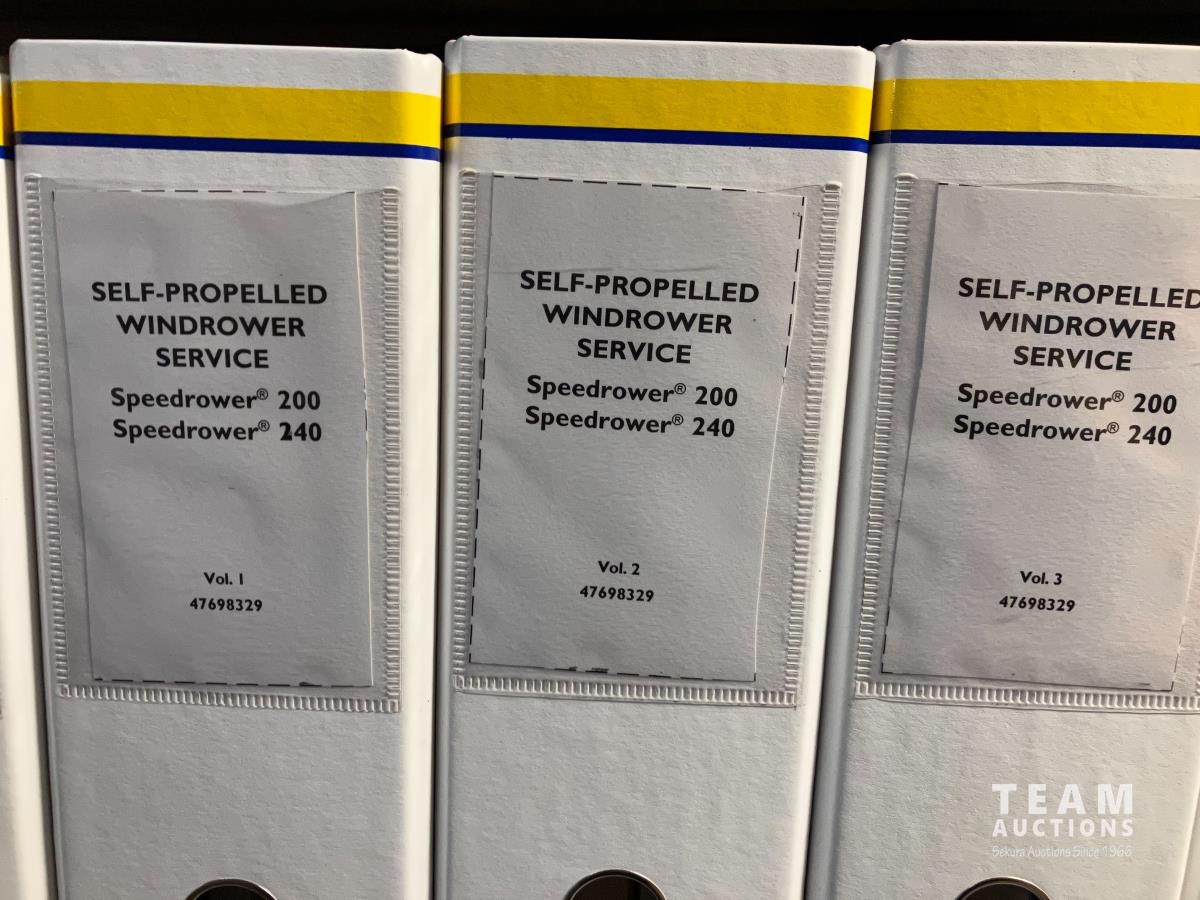 SELF-PROPELLED
WINDROWER
SERVICE
Speedrower® 200
Speedrower® 240
Vol. 1
47698329
SELF-PROPELLED
WINDROWER
SERVICE
Speedrower® 200
Speedrower® 240
Vol. 2
47698329
SELF-PROPELLED
WINDROWER
SERVICE
Speedrower® 200
Speedrower® 240
Vol. 3
47698329
TEAM
AUCTIONS
Sekura Auctions Since 1966